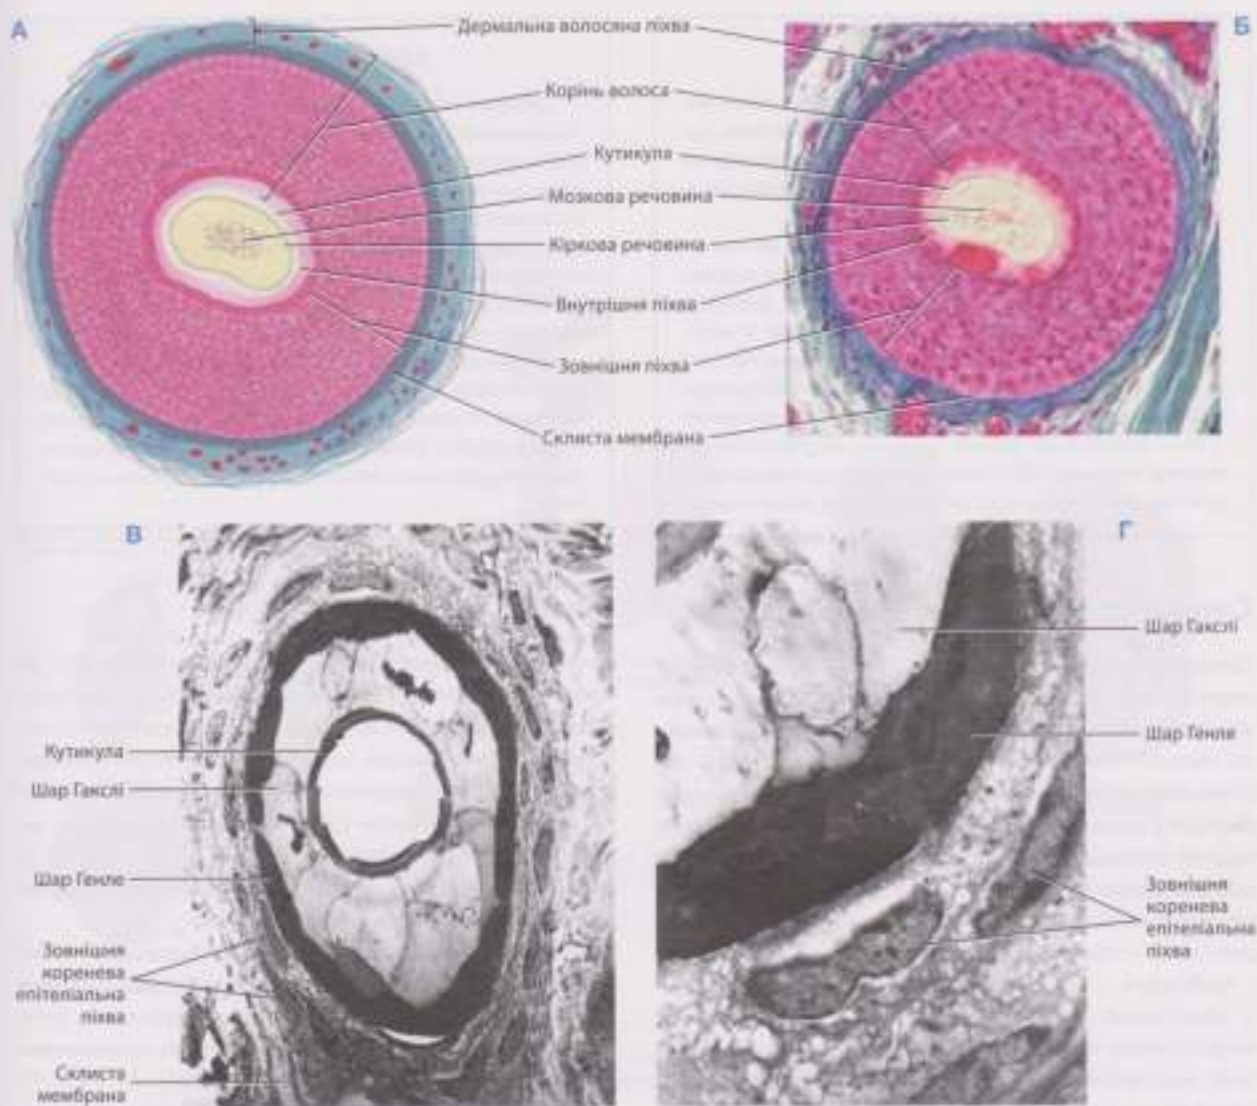 А
Б
Дермальна волосяна піхва
Корінь волоса
Кутикула
Мозкова речовина
Кіркова речовина
Внутрішня піхва
Зовнішня піхва
Склиста мембрана
В
Г
Кутикула
Шар Гакслі
Шар Генле
Зовнішня
коренева
епітеліальна
піхва
Склиста
мембрана
Шар Гакслі
Шар Генле
Зовнішня
коренева
епітеліальна
піхва